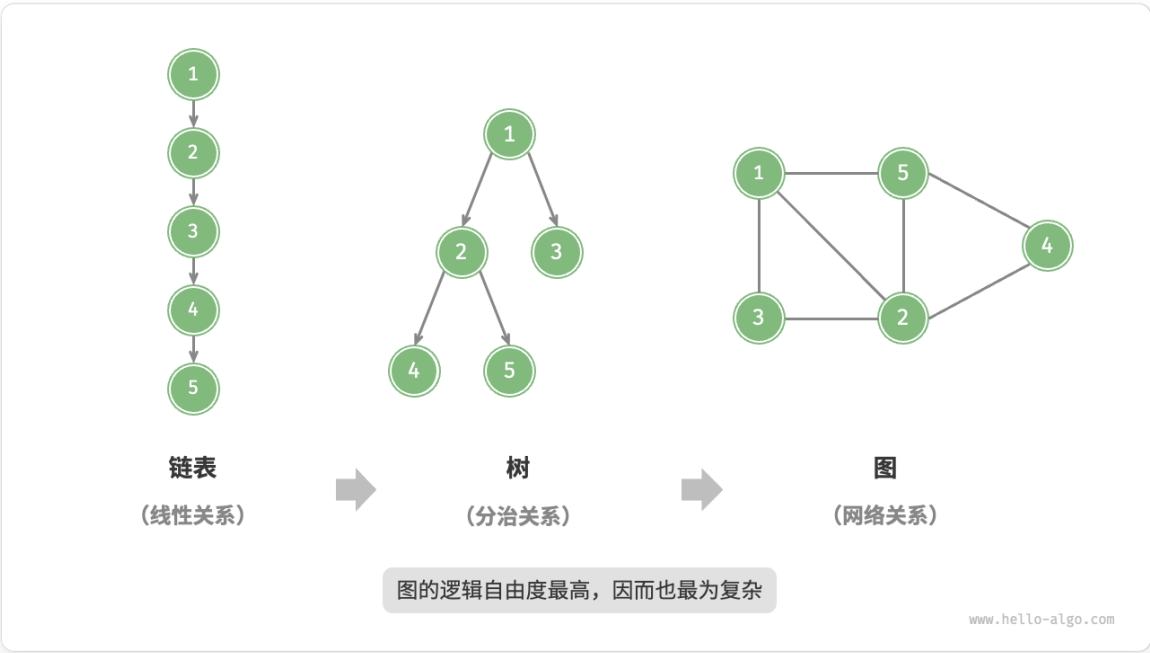 1
2
3
4
5
1
2
3
4
5
1
5
4
3
2
链表
（线性关系）
树
（分治关系）
图
（网络关系）
图的逻辑自由度最高，因而也最为复杂
www.hello-algo.com